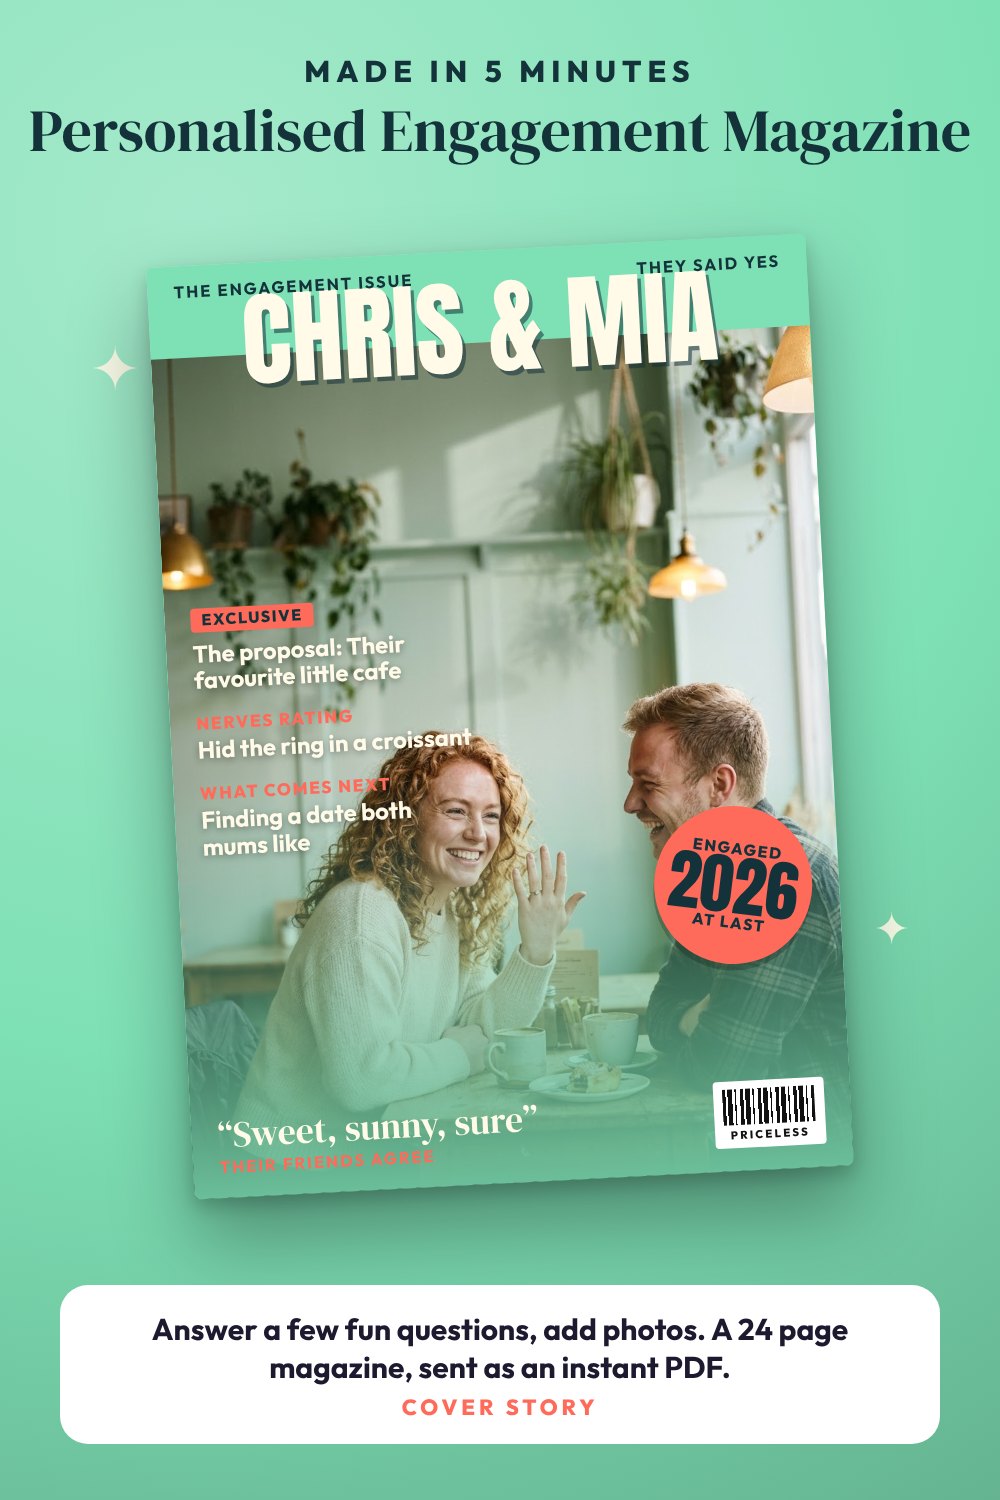 MADE IN 5 MINUTES
Personalised Engagement Magazine
THE ENGAGEMENT ISSUE
THEY SAID YES
CHRIS & MIA
EXCLUSIVE
The proposal: Their
favourite little cafe
NERVES RATING
Hid the ring in a croissant
WHAT COMES NEXT
Finding a date both
mums like
ENGAGED
2026
AT LAST
“Sweet, sunny, sure”
THEIR FRIENDS AGREE
PRICELESS
Answer a few fun questions, add photos. A 24 page
magazine, sent as an instant PDF.
COVER STORY